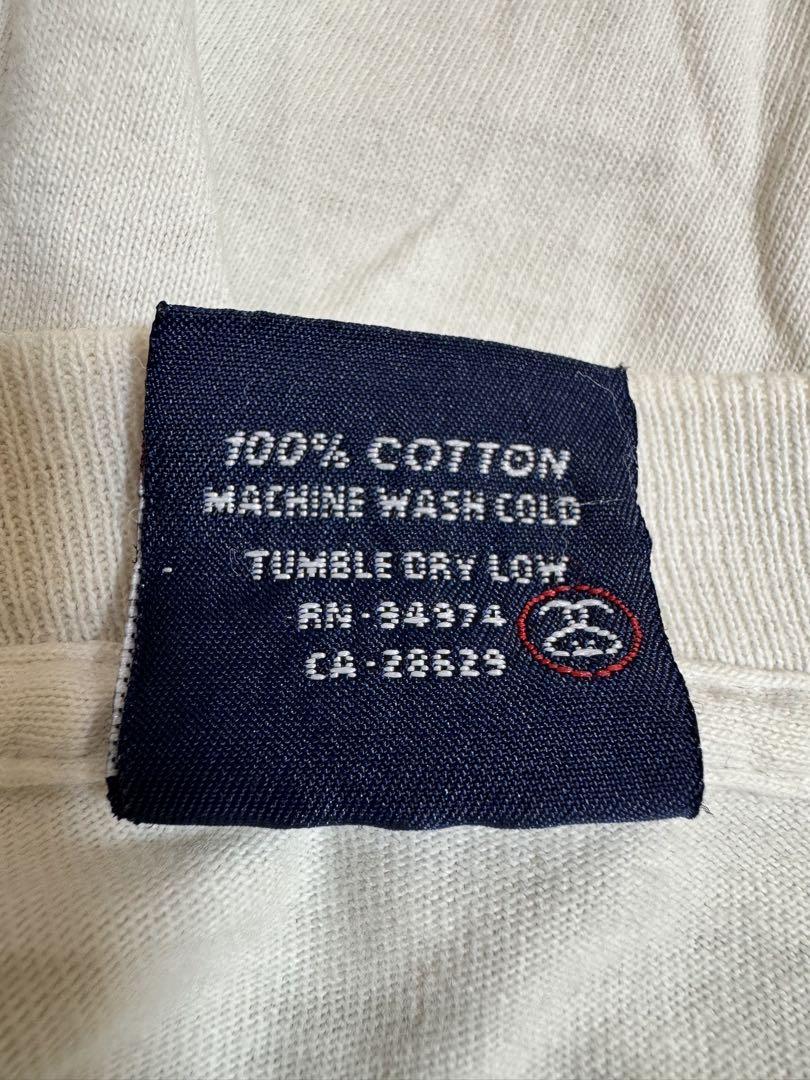 100% COTTON
MACHINE WASH COLD
TUMBLE DRY LOW
RN-94974
CA-28629